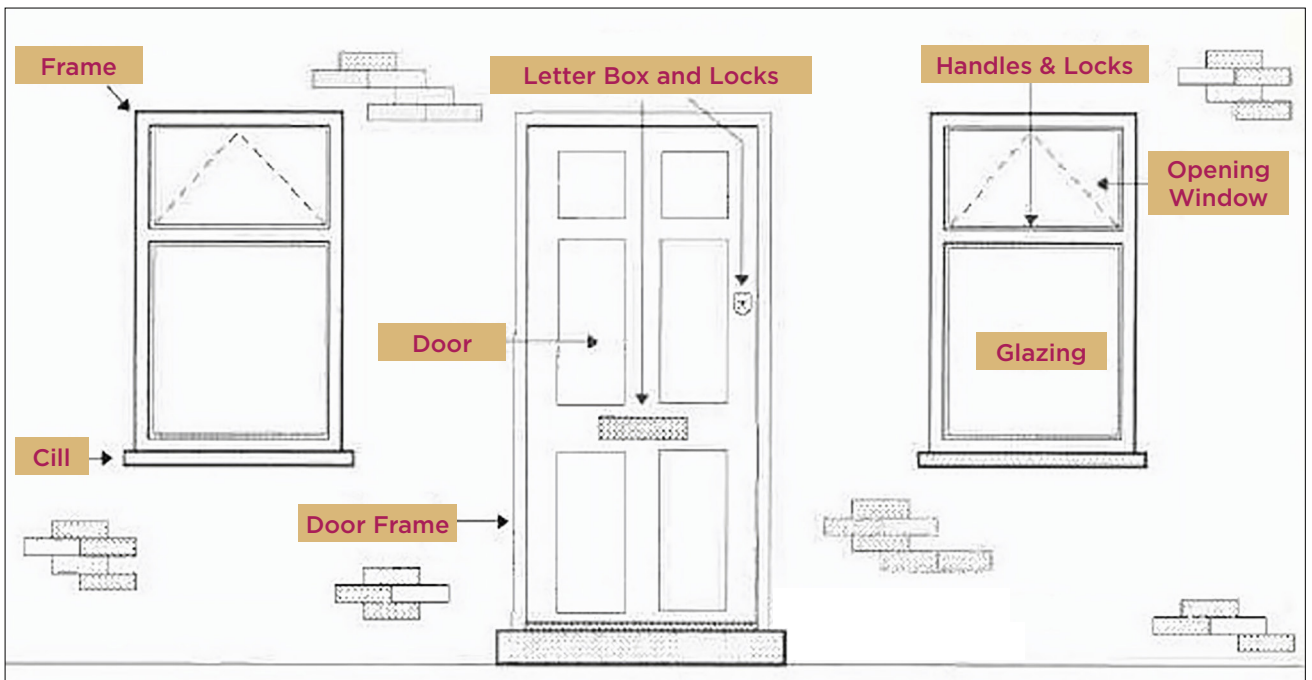 Frame
Letter Box and Locks
Handles & Locks
Opening
Window
Door
Glazing
Cill
Door Frame